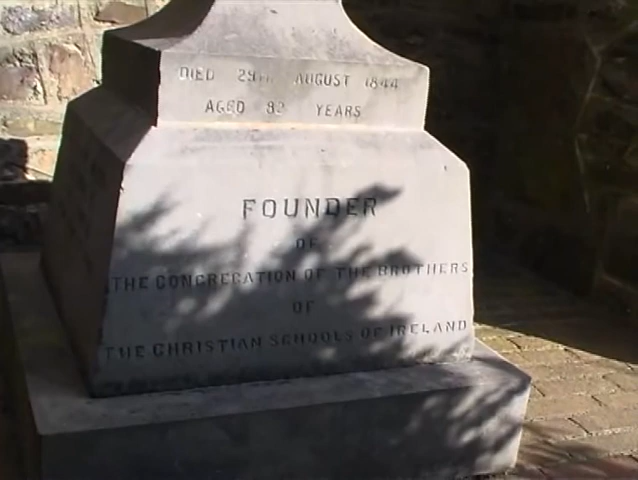 DIED 29TH AUGUST 1844
AGED 82 YEARS
FOUNDER
OF
THE CONGREGATION OF THE BROTHERS
OF
THE CHRISTIAN SCHOOLS OF IRELAND